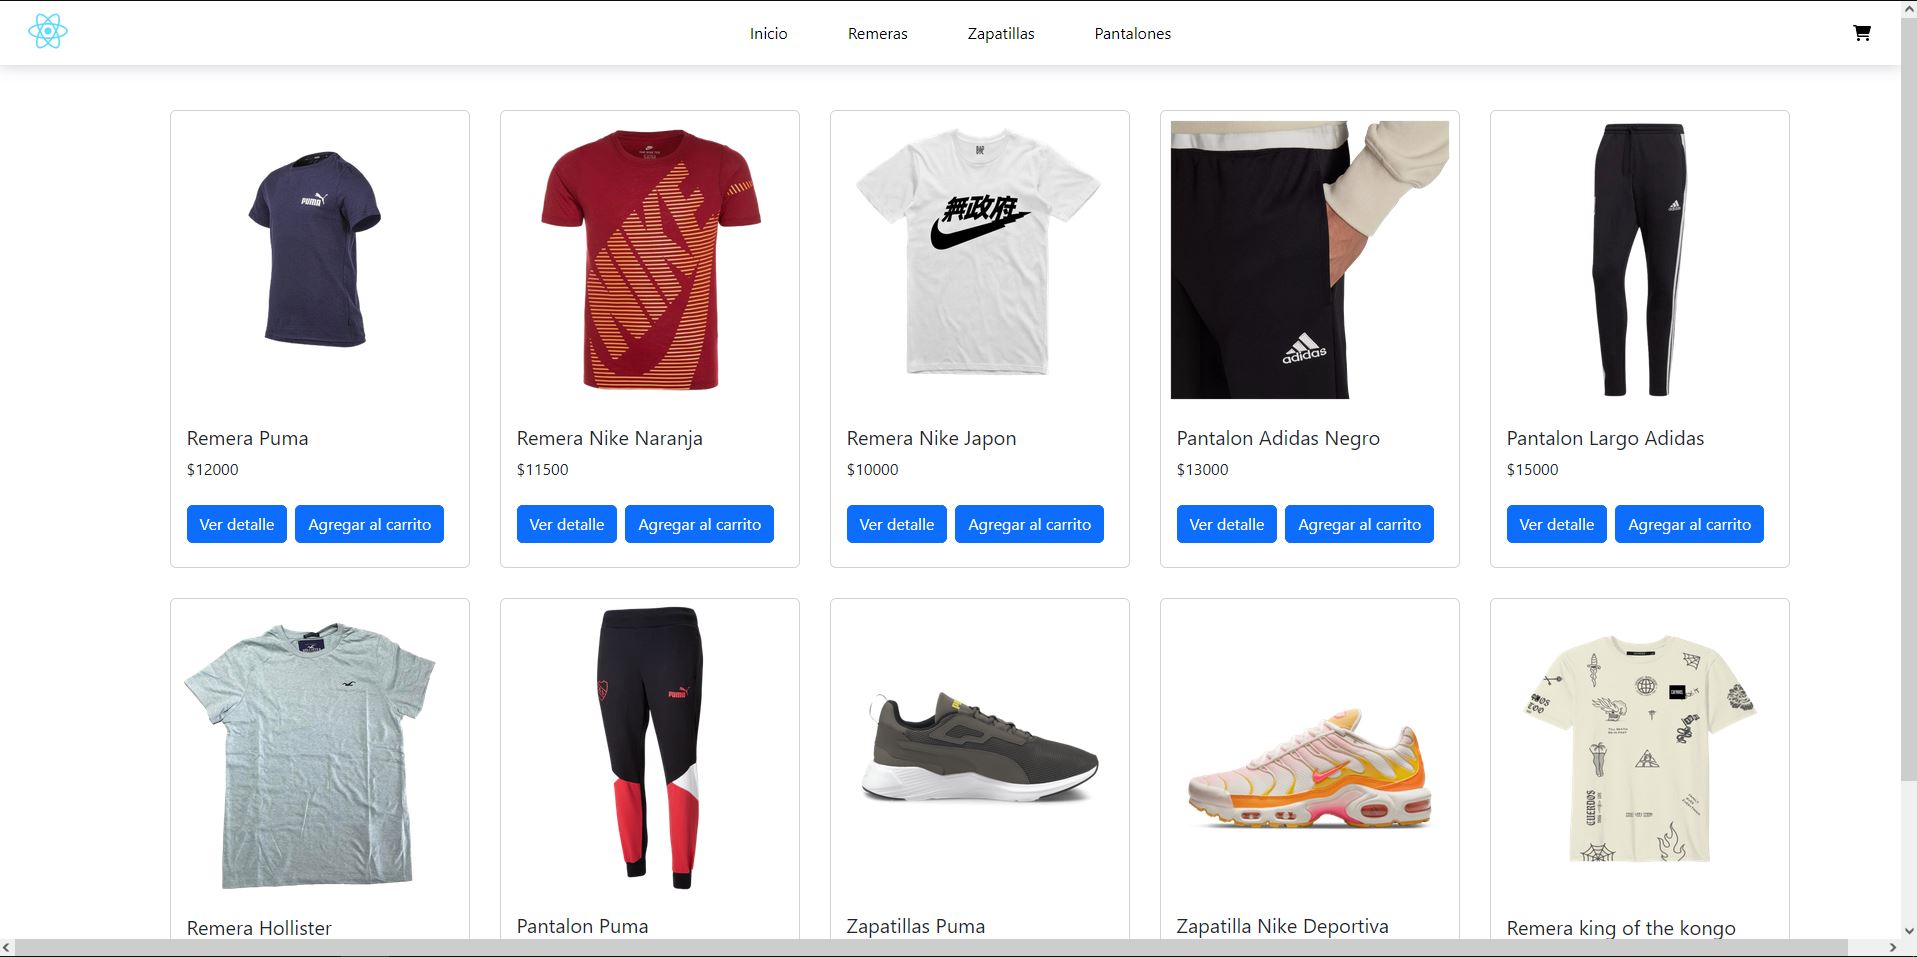 Inicio
Remeras
Zapatillas
Pantalones
PUMA
無政府
adidas
adidas
Remera Puma
$12000
Ver detalle
Agregar al carrito
Remera Nike Naranja
$11500
Ver detalle
Agregar al carrito
Remera Nike Japon
$10000
Ver detalle
Agregar al carrito
Pantalon Adidas Negro
$13000
Ver detalle
Agregar al carrito
Pantalon Largo Adidas
$15000
Ver detalle
Agregar al carrito
PUMA
CUERDOS
Remera Hollister
Pantalon Puma
Zapatillas Puma
Zapatilla Nike Deportiva
Remera king of the kongo